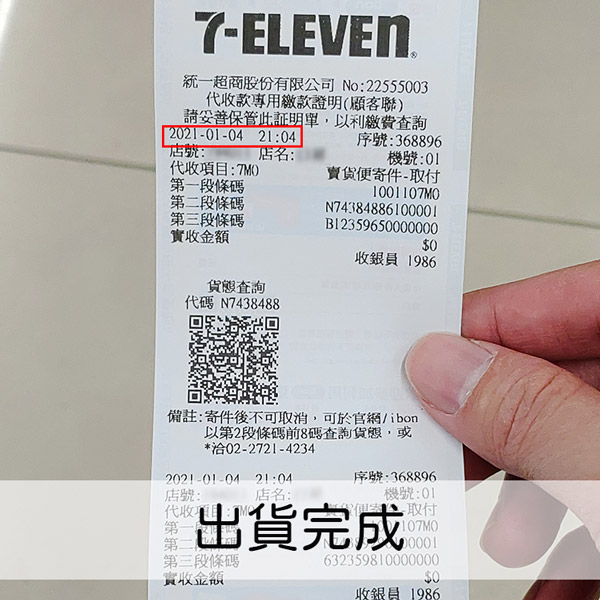 7-ELEVEN®
統一超商股份有限公司 No:22555003
代收款專用繳款證明(顧客聯)
請妥善保管此証明單，以利繳費查詢
2021-01-04 21:04 序號:368896
店號: 店名: 機號:01
代收項目:7M0 賣貨便寄件-取付
第一段條碼 1001107M0
第二段條碼 N74384886100001
第三段條碼 B12359650000000
實收金額 $0
收銀員 1986
貨態查詢
代碼 N7438488
備註:寄件後不可取消，可於官網/ibon
以第2段條碼前8碼查詢貨態，或
*洽02-2721-4234
2021-01-04 21:04 序號:368896
店號: 店名: 機號:01
出貨完成
第三段條碼 632359810000000
實收金額 $0
收銀員 1986